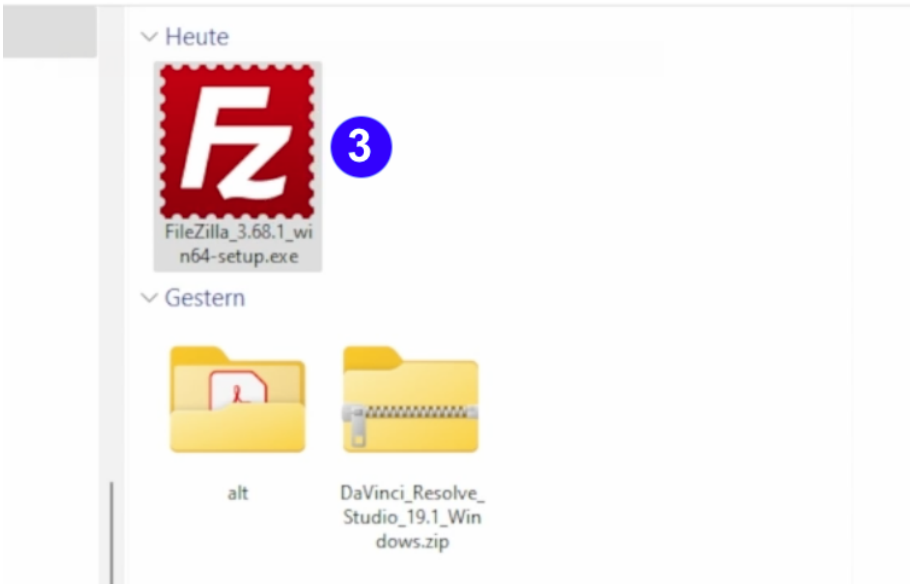 Heute
Fz
3
FileZilla_3.68.1_wi
n64-setup.exe
Gestern
alt
DaVinci_Resolve_
Studio_19.1_Win
dows.zip